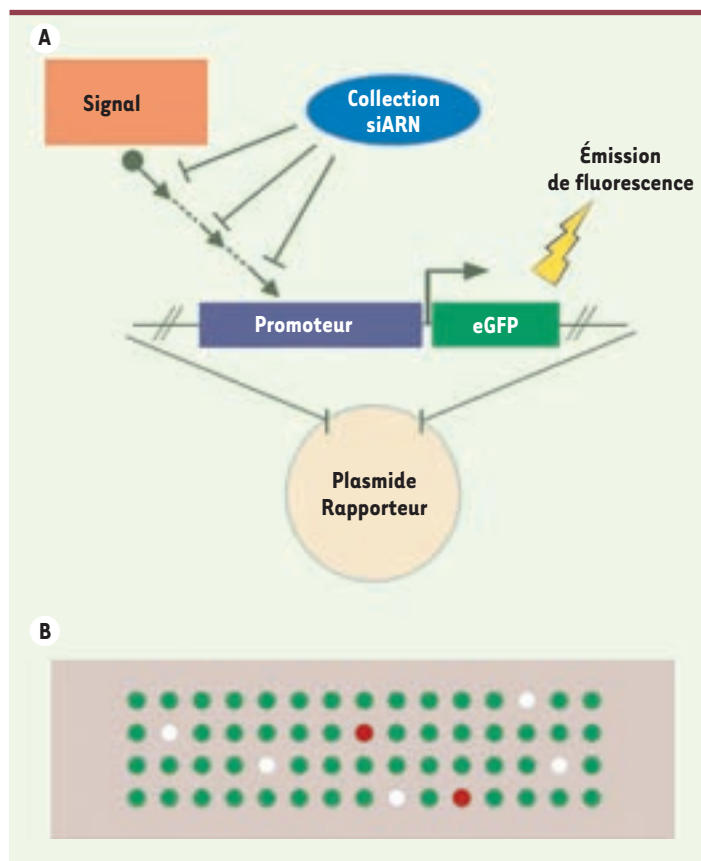 A
Signal
Collection
siARN
Émission
de fluorescence
Promoteur
eGFP
Plasmide
Rapporteur
B